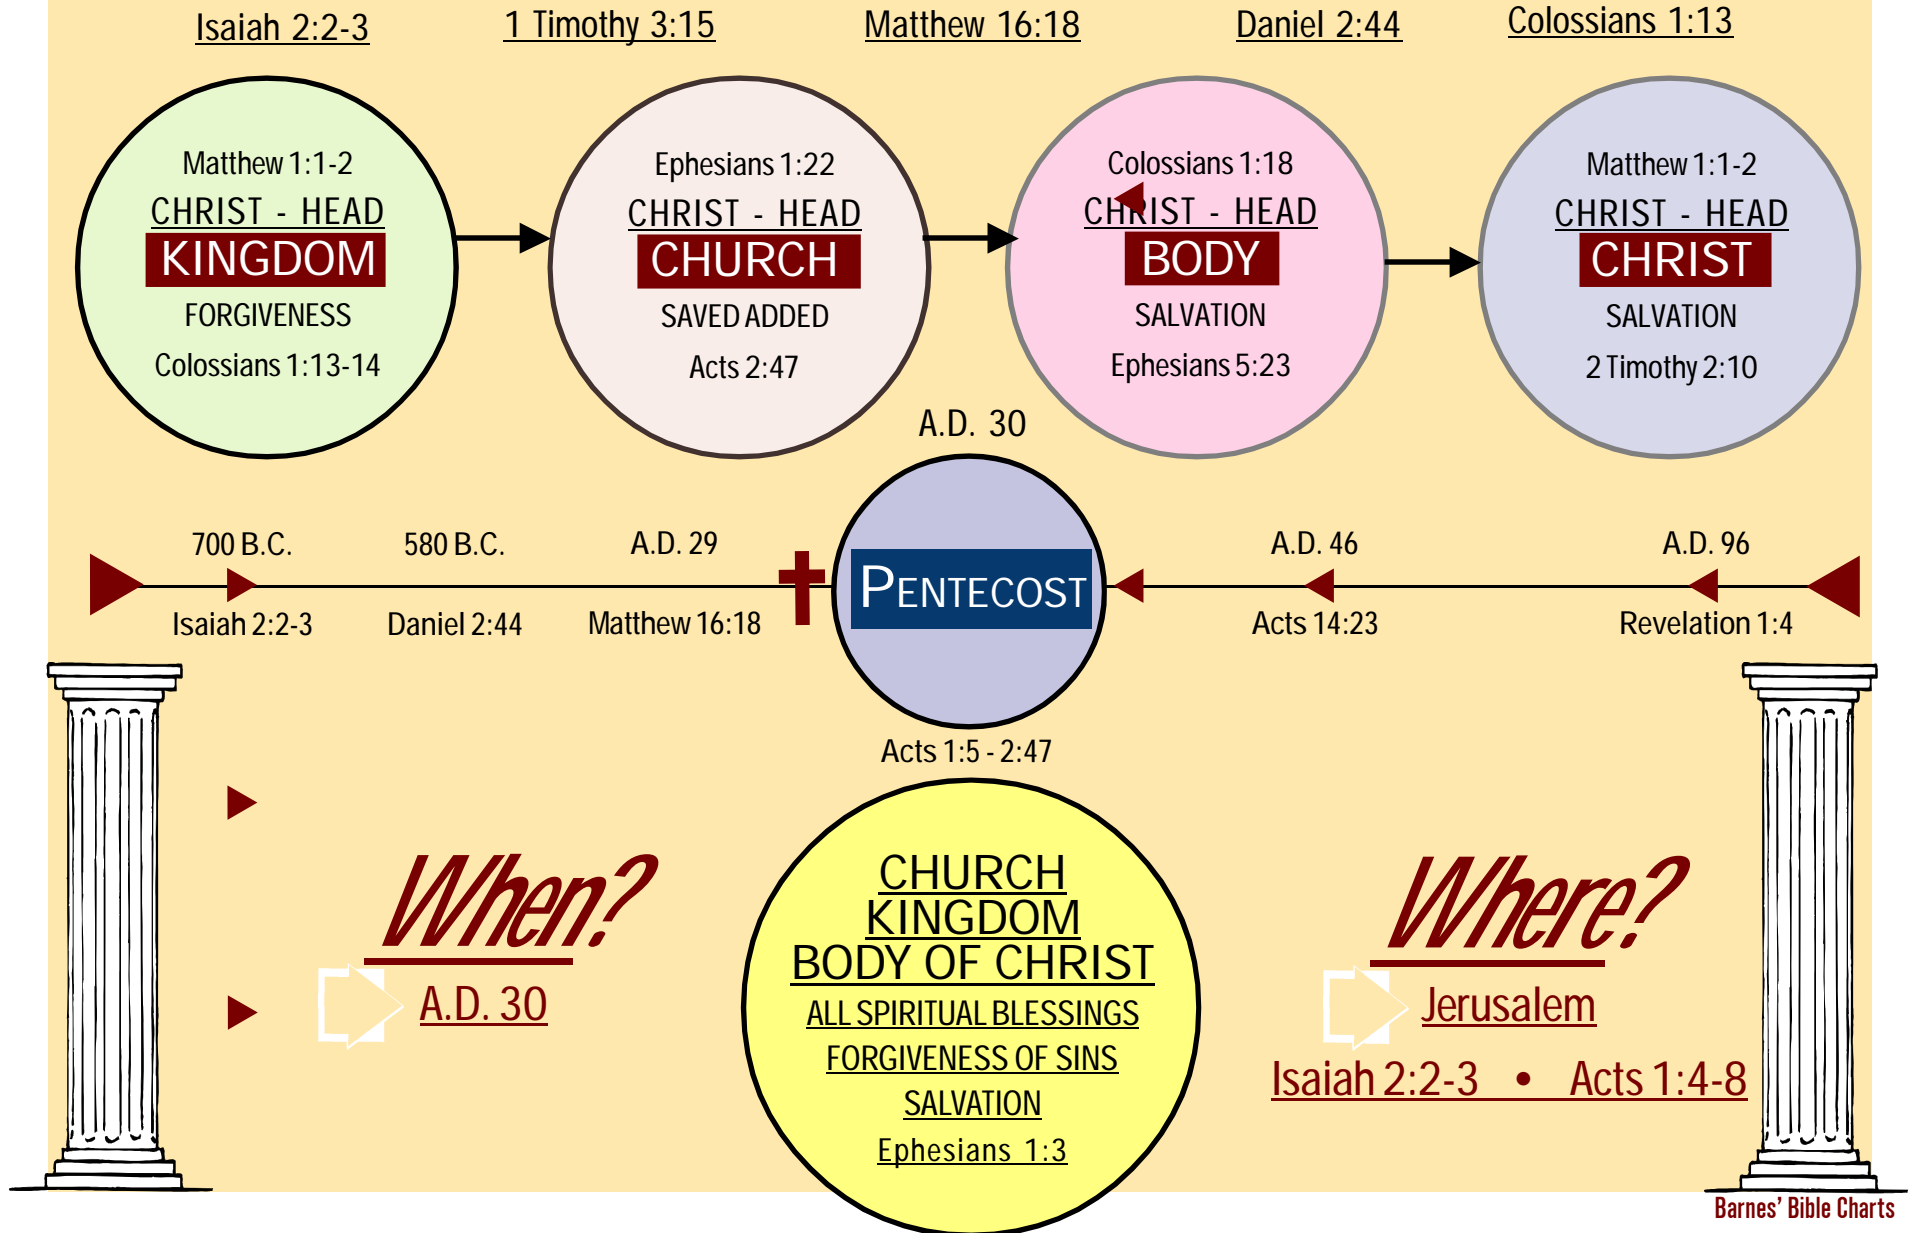 Isaiah 2:2-3 1 Timothy 3:15 Matthew 16:18 Daniel 2:44 Colossians 1:13
Matthew 1:1-2
CHRIST - HEAD
KINGDOM
FORGIVENESS
Colossians 1:13-14
Ephesians 1:22
CHRIST - HEAD
CHURCH
SAVED ADDED
Acts 2:47
Colossians 1:18
CHRIST - HEAD
BODY
SALVATION
Ephesians 5:23
Matthew 1:1-2
CHRIST - HEAD
CHRIST
SALVATION
2 Timothy 2:10
A.D. 30
700 B.C. 580 B.C. A.D. 29 A.D. 46 A.D. 96
PENTECOST
Isaiah 2:2-3 Daniel 2:44 Matthew 16:18 Acts 14:23 Revelation 1:4
Acts 1:5 - 2:47
When?
A.D. 30
CHURCH
KINGDOM
BODY OF CHRIST
ALL SPIRITUAL BLESSINGS
FORGIVENESS OF SINS
SALVATION
Ephesians 1:3
Where?
Jerusalem
Isaiah 2:2-3 • Acts 1:4-8
Barnes' Bible Charts